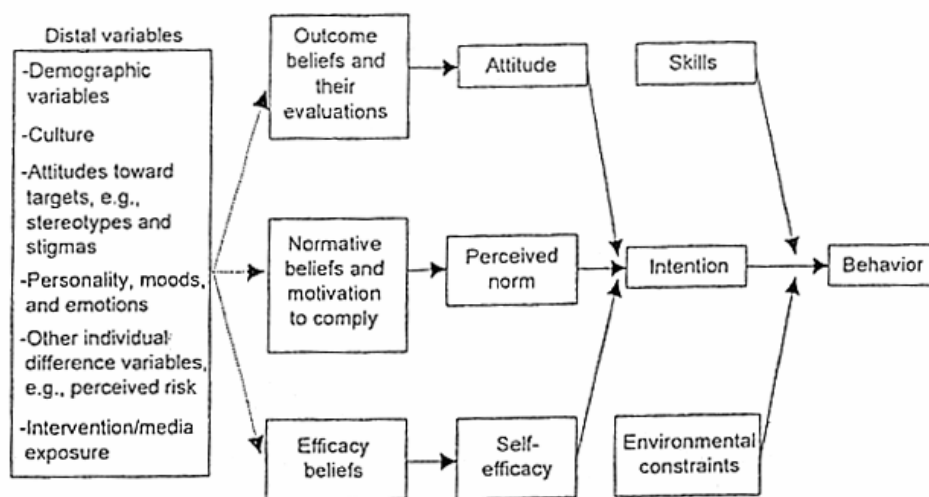 Distal variables
-Demographic
variables
-Culture
-Attitudes toward
targets, e.g.,
stereotypes and
stigmas
-Personality, moods,
and emotions
-Other individual
difference variables,
e.g., perceived risk
-Intervention/media
exposure
Outcome
beliefs and
their
evaluations
Attitude
Skills
Normative
beliefs and
motivation
to comply
Perceived
norm
Intention
Behavior
Efficacy
beliefs
Self-
efficacy
Environmental
constraints